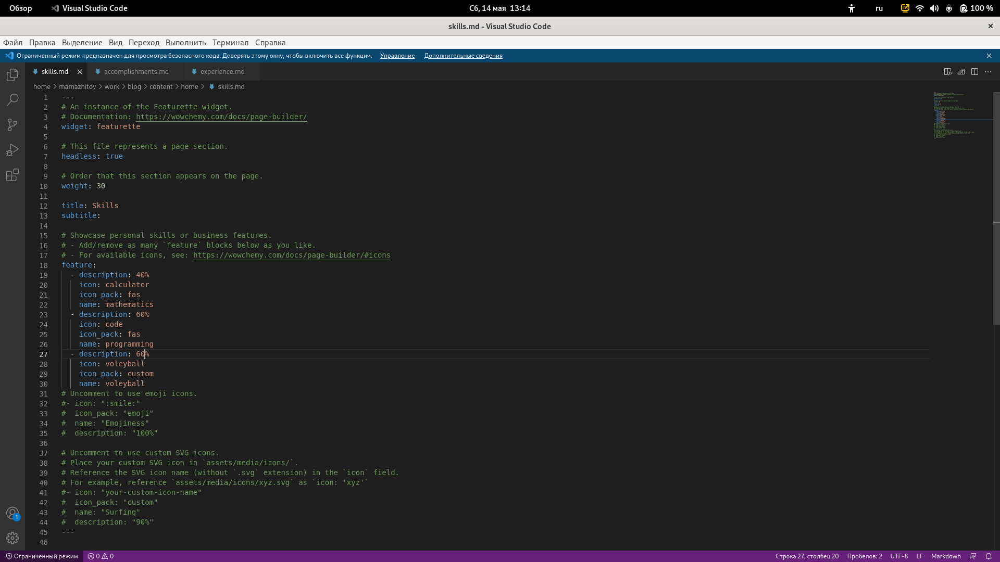 Обзор Visual Studio Code Сб, 14 мая 13:14 ru 100 %
skills.md - Visual Studio Code
Файл Правка Выделение Вид Переход Выполнить Терминал Справка
Ограниченный режим предназначен для просмотра безопасного кода. Доверять этому окну, чтобы включить все функции. Управление Дополнительные сведения
skills.md accomplishments.md experience.md
home > mamazhitov > work > blog > content > home > skills.md
1 ---
2 # An instance of the Featurette widget.
3 # Documentation: https://wowchemy.com/docs/page-builder/
4 widget: featurette
5
6 # This file represents a page section.
7 headless: true
8
9 # Order that this section appears on the page.
10 weight: 30
11
12 title: Skills
13 subtitle:
14
15 # Showcase personal skills or business features.
16 # - Add/remove as many `feature` blocks below as you like.
17 # - For available icons, see: https://wowchemy.com/docs/page-builder/#icons
18 feature:
19   - description: 40%
20     icon: calculator
21     icon_pack: fas
22     name: mathematics
23   - description: 60%
24     icon: code
25     icon_pack: fas
26     name: programming
27   - description: 60%
28     icon: voleyball
29     icon_pack: custom
30     name: voleyball
31 # Uncomment to use emoji icons.
32 #- icon: ":smile:"
33 #  icon_pack: "emoji"
34 #  name: "Emojiness"
35 #  description: "100%"
36
37 # Uncomment to use custom SVG icons.
38 # Place your custom SVG icon in `assets/media/icons/`.
39 # Reference the SVG icon name (without `.svg` extension) in the `icon` field.
40 # For example, reference `assets/media/icons/xyz.svg` as `icon: 'xyz'`
41 #- icon: "your-custom-icon-name"
42 #  icon_pack: "custom"
43 #  name: "Surfing"
44 #  description: "90%"
45 ---
46
1
Ограниченный режим 0 0 Строка 27, столбец 20 Пробелов: 2 UTF-8 LF Markdown